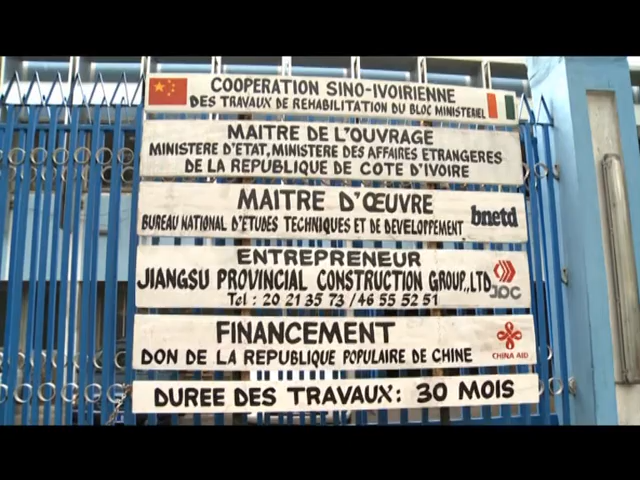 COOPERATION SINO-IVOIRIENNE
DES TRAVAUX DE REHABILITATION DU BLOC MINISTERIEL
MAITRE DE L'OUVRAGE
MINISTERE D'ETAT, MINISTERE DES AFFAIRES ETRANGERES
DE LA REPUBLIQUE DE COTE D'IVOIRE
MAITRE D'ŒUVRE
BUREAU NATIONAL D'ETUDES TECHNIQUES ET DE DEVELOPPEMENT
bnetd
ENTREPRENEUR
JIANGSU PROVINCIAL CONSTRUCTION GROUP.,LTD
JOC
Tel : 20 21 35 73 / 46 55 52 51
FINANCEMENT
DON DE LA REPUBLIQUE POPULAIRE DE CHINE
CHINA AID
DUREE DES TRAVAUX: 30 MOIS